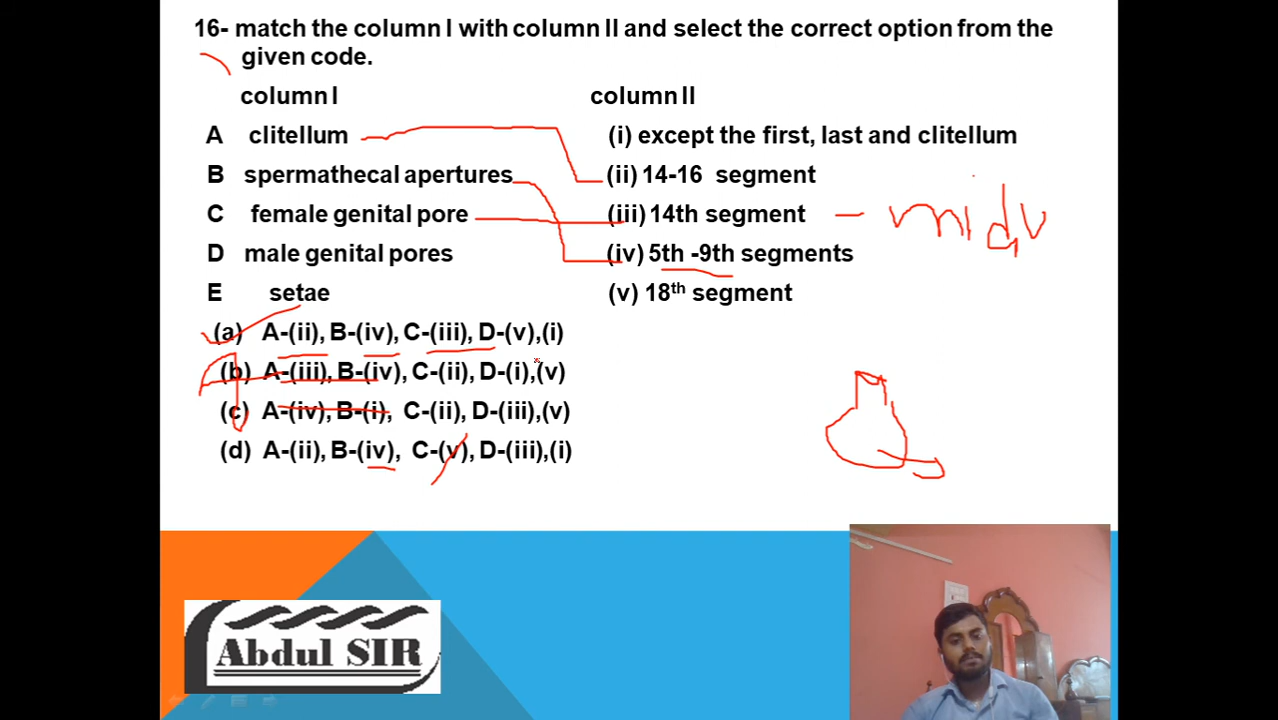 16- match the column I with column II and select the correct option from the
given code.
column I column II
A clitellum (i) except the first, last and clitellum
B spermathecal apertures (ii) 14-16 segment
C female genital pore (iii) 14th segment — midv
D male genital pores (iv) 5th -9th segments
E setae (v) 18th segment
(a) A-(ii), B-(iv), C-(iii), D-(v),(i)
(b) A-(iii), B-(iv), C-(ii), D-(i),(v)
(c) A-(iv), B-(i), C-(ii), D-(iii),(v)
(d) A-(ii), B-(iv), C-(v), D-(iii),(i)
Abdul SIR